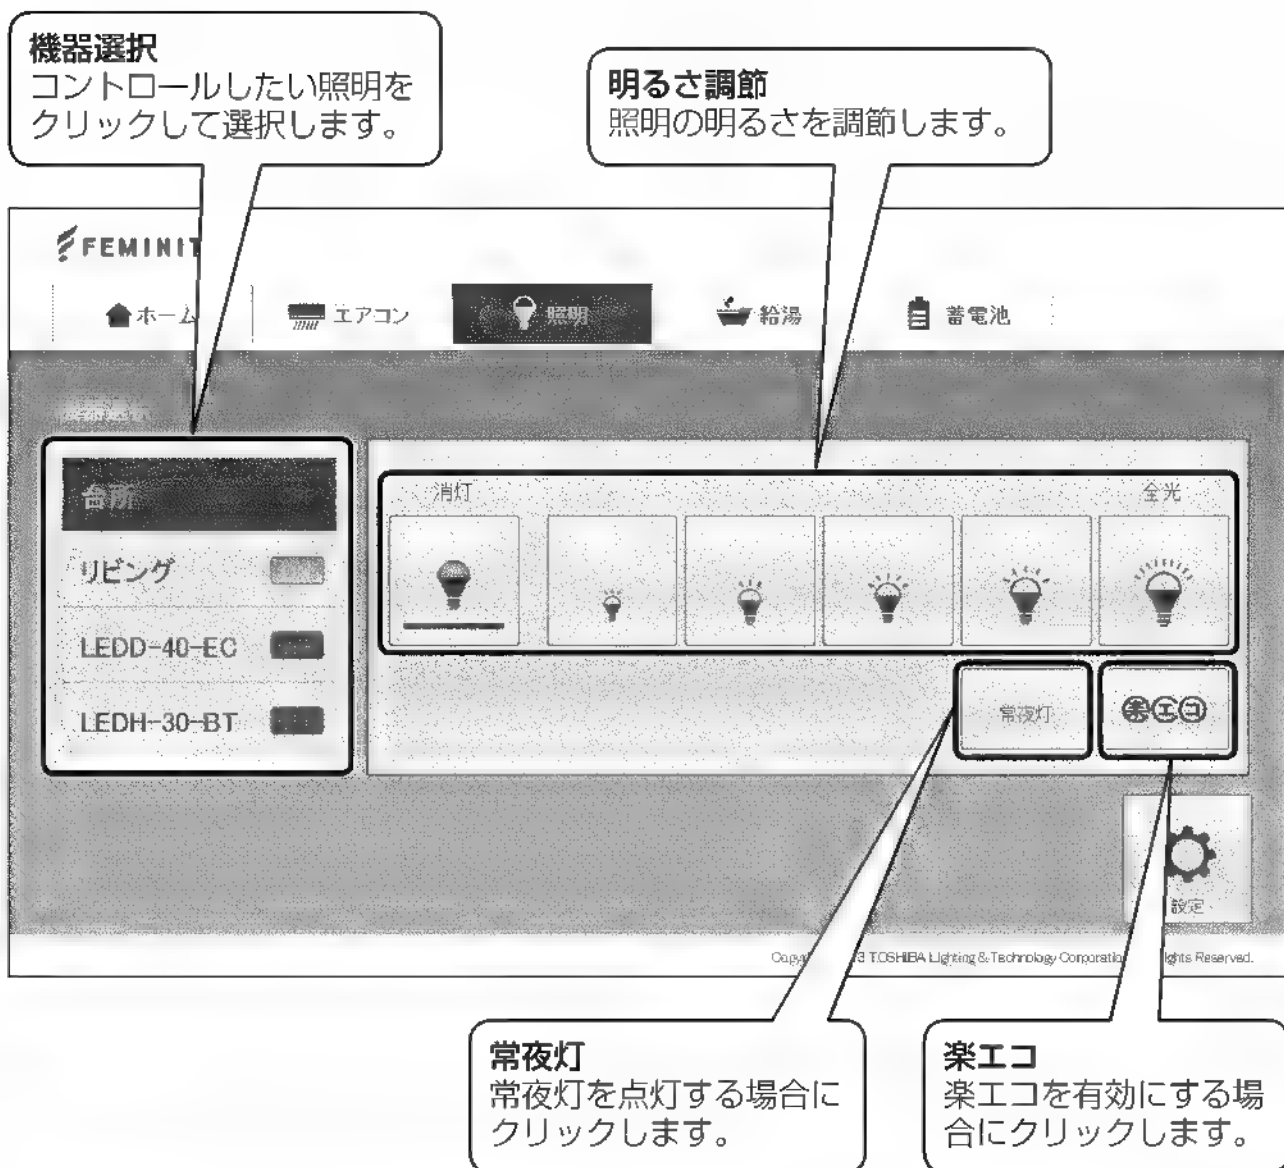 機器選択
コントロールしたい照明を
クリックして選択します。
明るさ調節
照明の明るさを調節します。
FEMINIT
ホーム
エアコン
照明
給湯
蓄電池
台所
リビング
LEDD-40-EC
LEDH-30-BT
消灯
全光
常夜灯
楽エコ
設定
3 TOSHIBA Lighting & Technology Corporatio
ghts Reserved.
常夜灯
常夜灯を点灯する場合に
クリックします。
楽エコ
楽エコを有効にする場
合にクリックします。